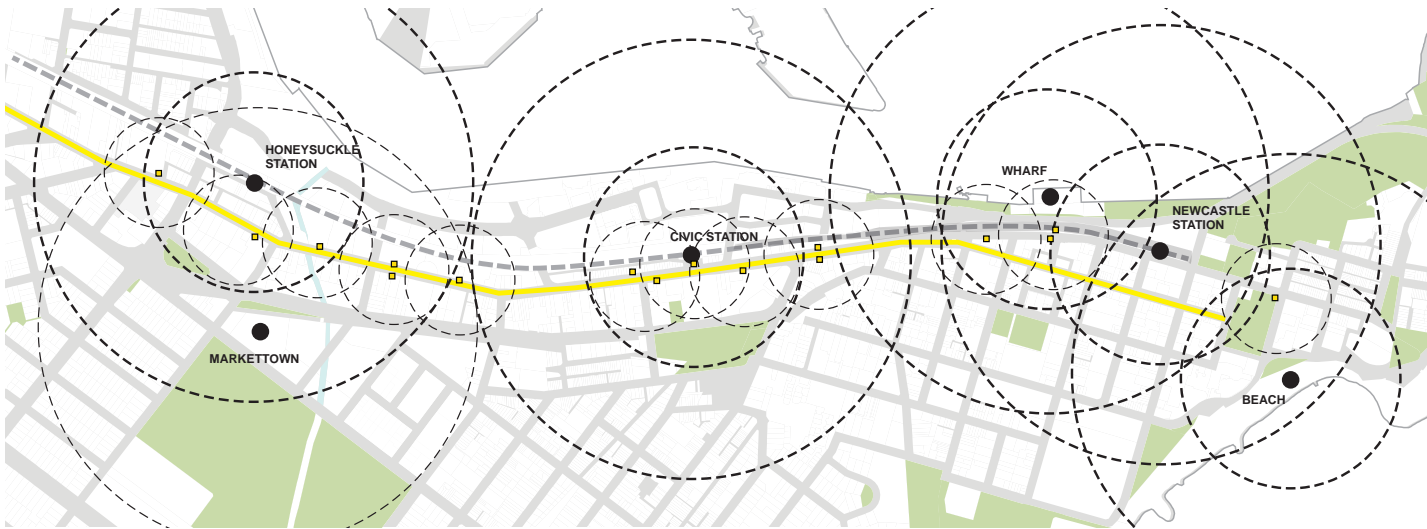 HONEYSUCKLE
STATION
MARKETTOWN
CIVIC STATION
WHARF
NEWCASTLE
STATION
BEACH